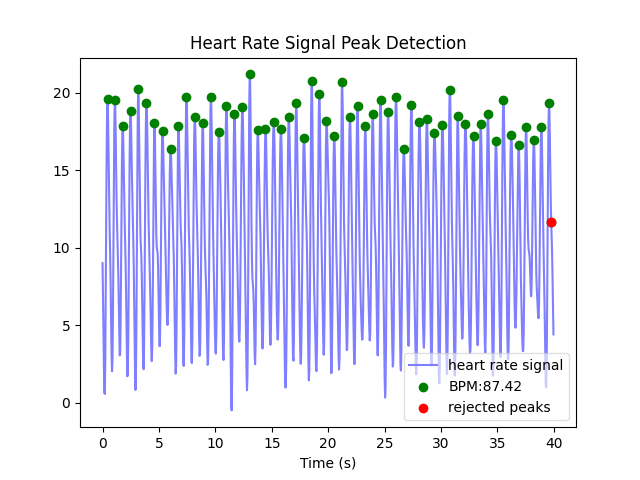 Heart Rate Signal Peak Detection
20
15
10
5
0
heart rate signal
BPM:87.42
rejected peaks
0 5 10 15 20 25 30 35 40
Time (s)